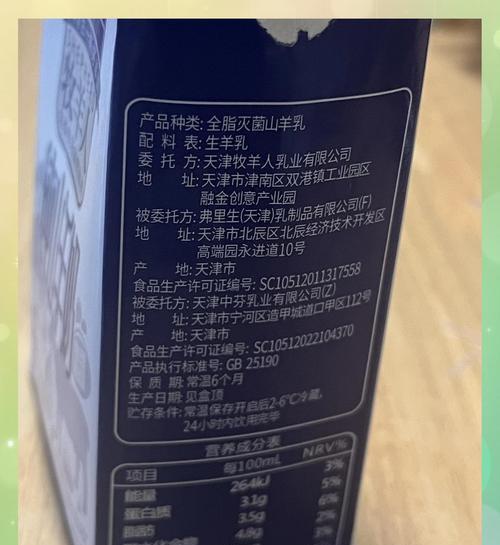 产品种类: 全脂灭菌山羊乳
配 料 表: 生羊乳
委 托 方: 天津牧羊人乳业有限公司
地 址: 天津市津南区双港镇工业园区
融金创意产业园
被委托方: 弗里生(天津)乳制品有限公司(F)
地 址: 天津市北辰区北辰经济技术开发区
高端园永进道10号
产 地: 天津市
食品生产许可证编号: SC10512011317558
被委托方: 天津中芬乳业有限公司(Z)
地 址: 天津市宁河区造甲城道口甲区112号
产 地: 天津市
食品生产许可证编号: SC10512022104370
产品执行标准号: GB 25190
保 质 期: 常温6个月
生产日期: 见盒顶
贮存条件: 常温保存开启后2-6℃冷藏,
24小时内饮用完毕
营养成分表
项目 每100mL NRV%
能量 264kJ 3%
蛋白质 3.1g 5%
脂肪 3.5g 6%
4.8g 2%
3%